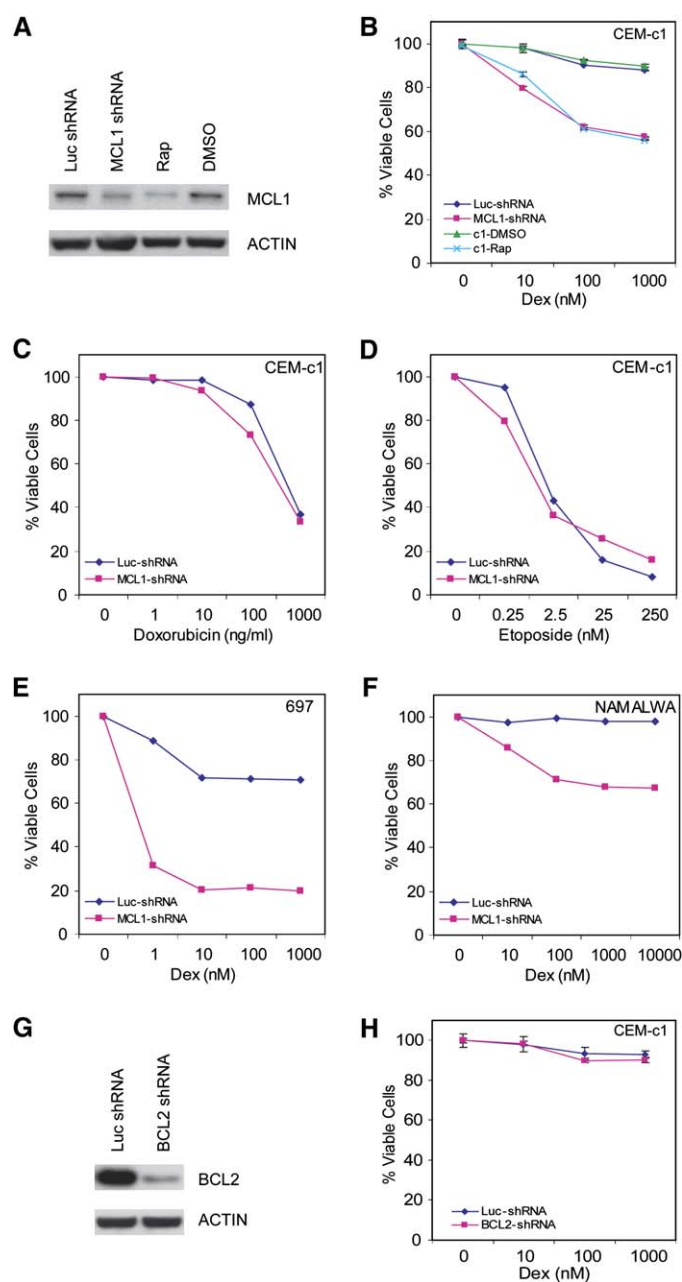 A
Luc shRNA
MCL1 shRNA
Rap
DMSO
MCL1
ACTIN
B
CEM-c1
% Viable Cells
100
80
60
40
20
0
Luc-shRNA
MCL1-shRNA
c1-DMSO
c1-Rap
0 10 100 1000
Dex (nM)
C
CEM-c1
% Viable Cells
100
80
60
40
20
0
Luc-shRNA
MCL1-shRNA
0 1 10 100 1000
Doxorubicin (ng/ml)
D
CEM-c1
% Viable Cells
100
80
60
40
20
0
Luc-shRNA
MCL1-shRNA
0 0.25 2.5 25 250
Etoposide (nM)
E
697
% Viable Cells
100
80
60
40
20
0
Luc-shRNA
MCL1-shRNA
0 1 10 100 1000
Dex (nM)
F
NAMALWA
% Viable Cells
100
80
60
40
20
0
Luc-shRNA
MCL1-shRNA
0 10 100 1000 10000
Dex (nM)
G
Luc shRNA
BCL2 shRNA
BCL2
ACTIN
H
CEM-c1
% Viable Cells
100
80
60
40
20
0
Luc-shRNA
BCL2-shRNA
0 10 100 1000
Dex (nM)